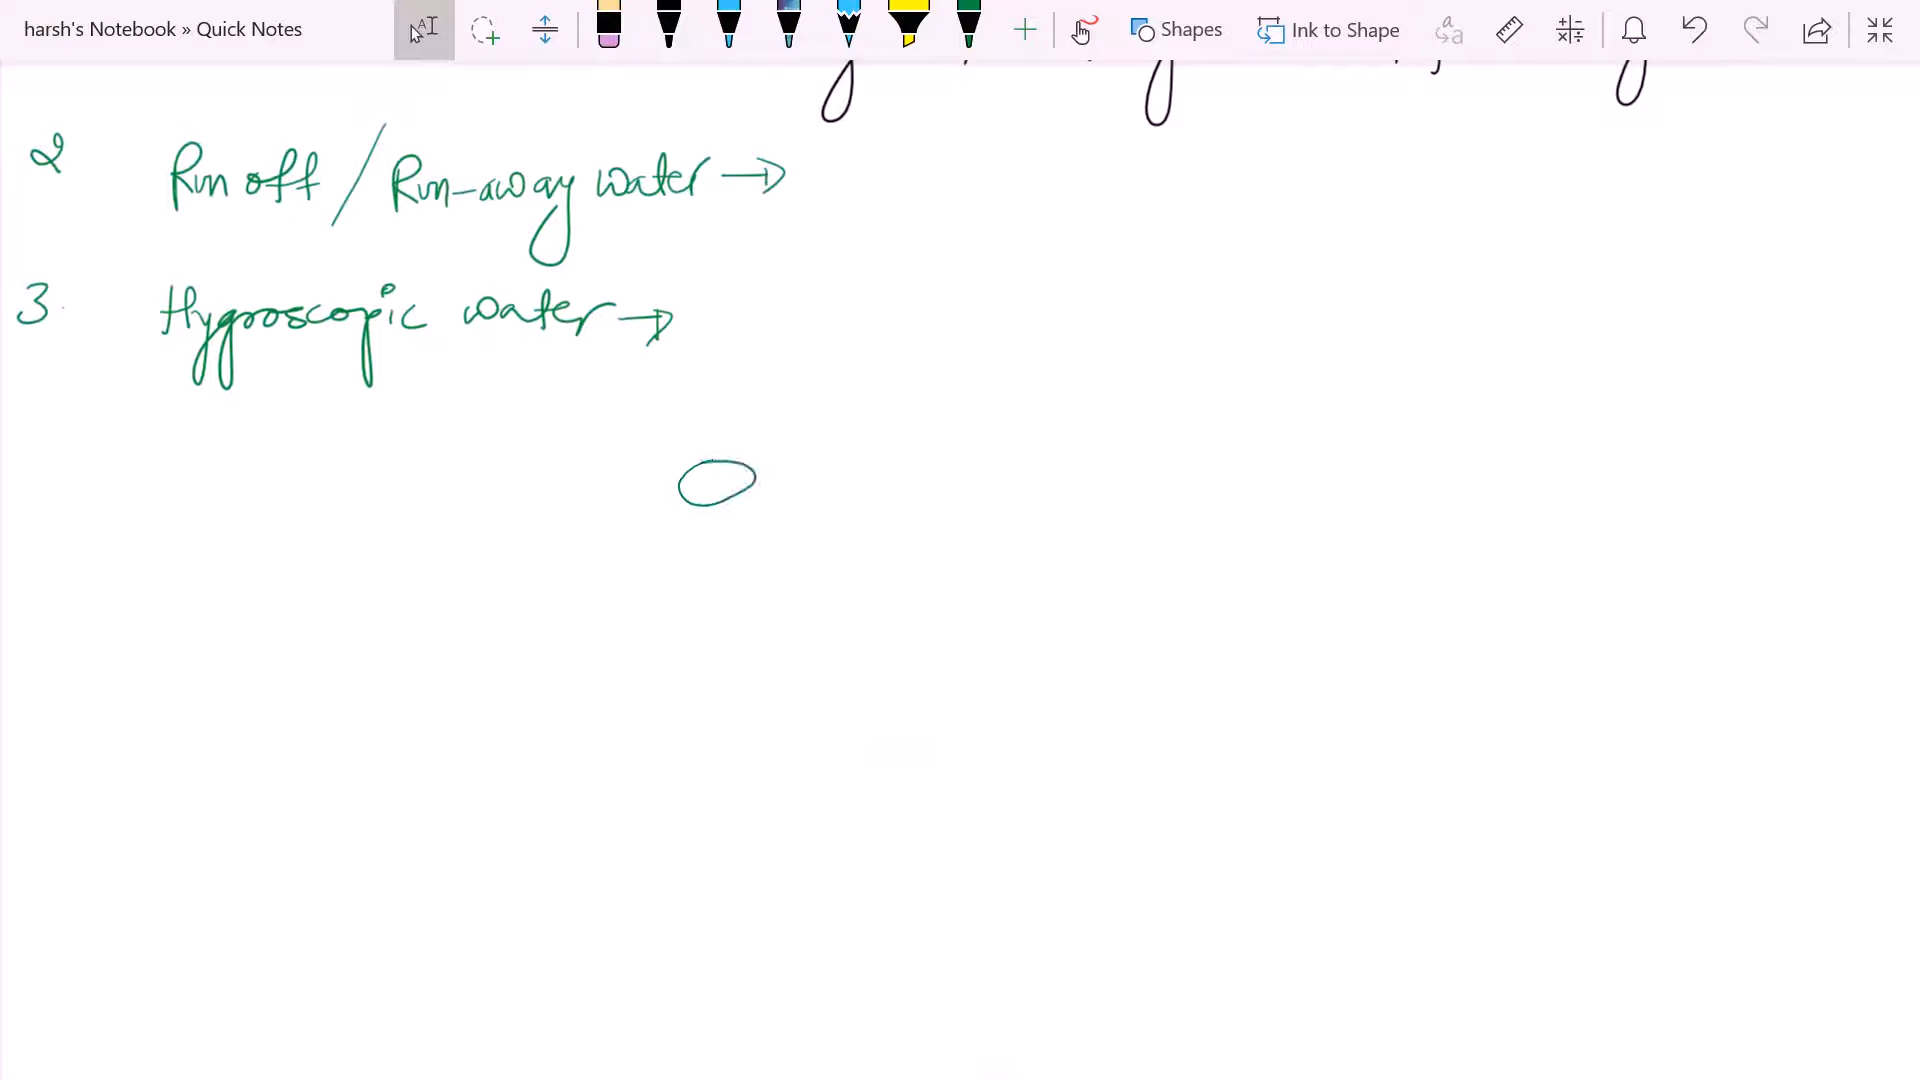 harsh's Notebook » Quick Notes Shapes Ink to Shape
2 Run off / Run-away water →
3. Hygroscopic water →